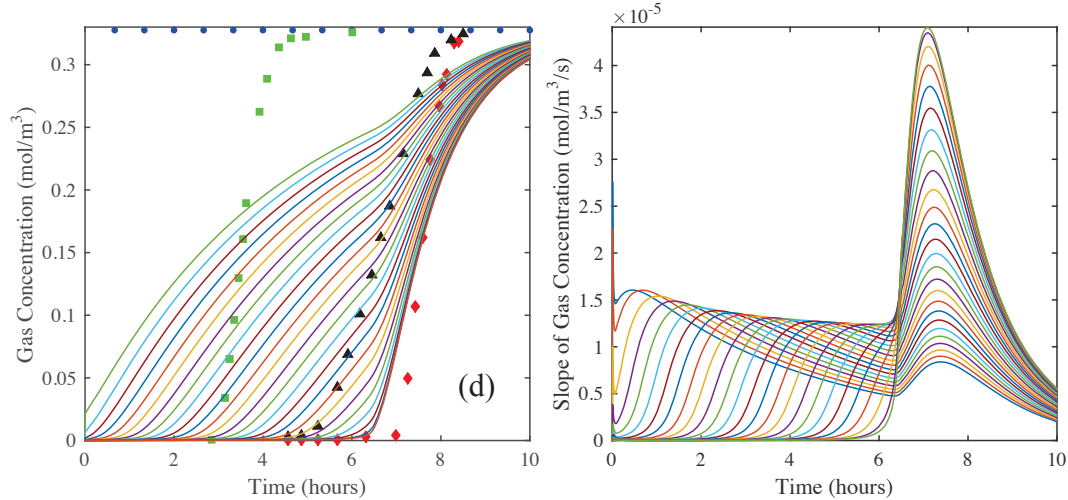 0.3
0.25
0.2
0.15
0.1
0.05
0
Gas Concentration (mol/m³)
0 2 4 6 8 10
Time (hours)
(d)
×10⁻⁵
4
3.5
3
2.5
2
1.5
1
0.5
0
Slope of Gas Concentration (mol/m³/s)
0 2 4 6 8 10
Time (hours)